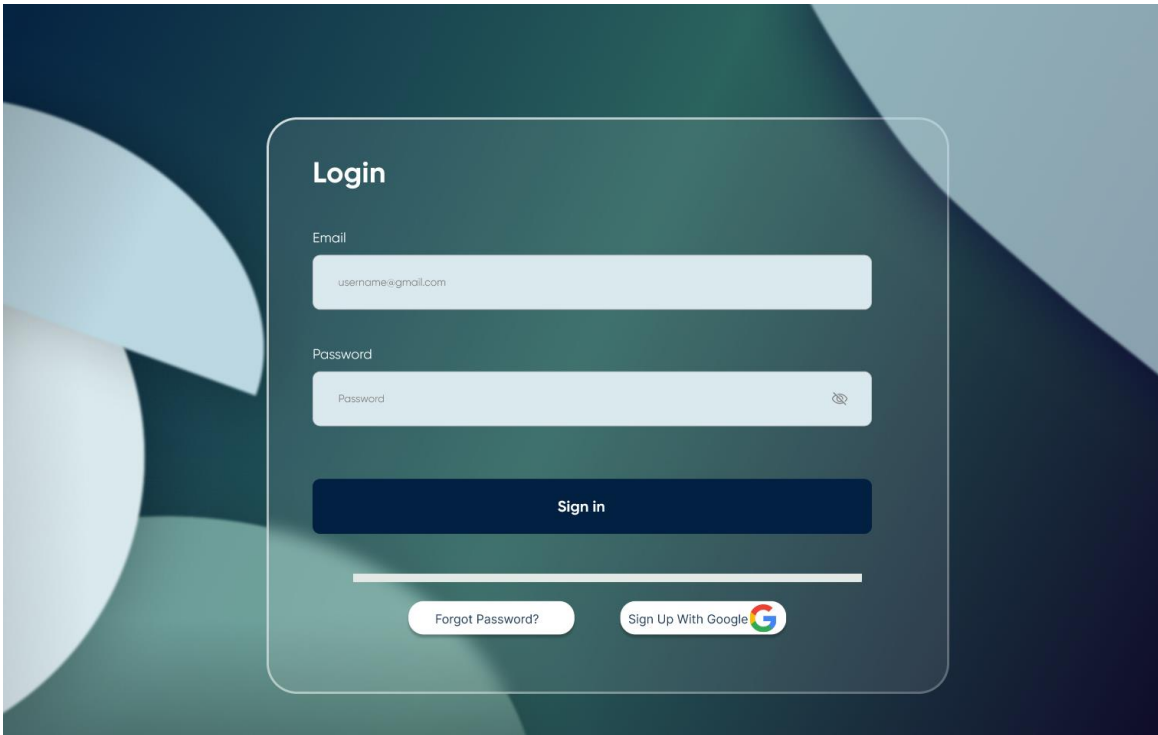 Login
Email
username@gmail.com
Password
Password
Sign in
Forgot Password?
Sign Up With Google